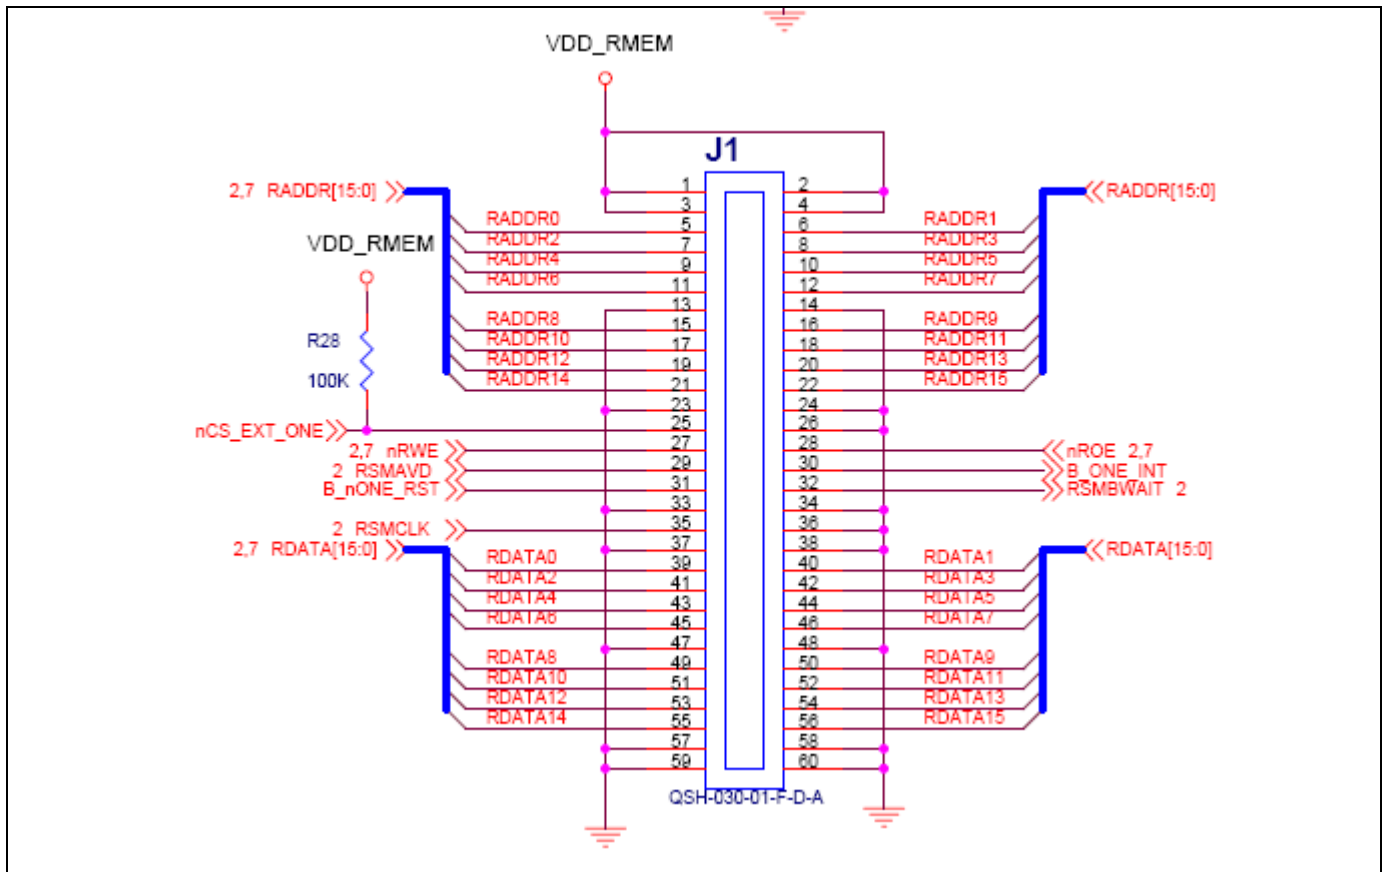 VDD_RMEM
J1
2,7 RADDR[15:0]
1 2
RADDR[15:0]
3 4
RADDR0 5 6 RADDR1
RADDR2 7 8 RADDR3
VDD_RMEM
RADDR4 9 10 RADDR5
RADDR6 11 12 RADDR7
13 14
RADDR8 15 16 RADDR9
R28
RADDR10 17 18 RADDR11
RADDR12 19 20 RADDR13
100K
RADDR14 21 22 RADDR15
23 24
nCS_EXT_ONE 25 26
2,7 nRWE 27 28 nROE 2,7
2 RSMAVD 29 30 B_ONE_INT
B_nONE_RST 31 32 RSMBWAIT 2
33 34
2 RSMCLK 35 36
2,7 RDATA[15:0] 37 38 RDATA[15:0]
RDATA0 39 40 RDATA1
RDATA2 41 42 RDATA3
RDATA4 43 44 RDATA5
RDATA6 45 46 RDATA7
47 48
RDATA8 49 50 RDATA9
RDATA10 51 52 RDATA11
RDATA12 53 54 RDATA13
RDATA14 55 56 RDATA15
57 58
59 60
QSH-030-01-F-D-A